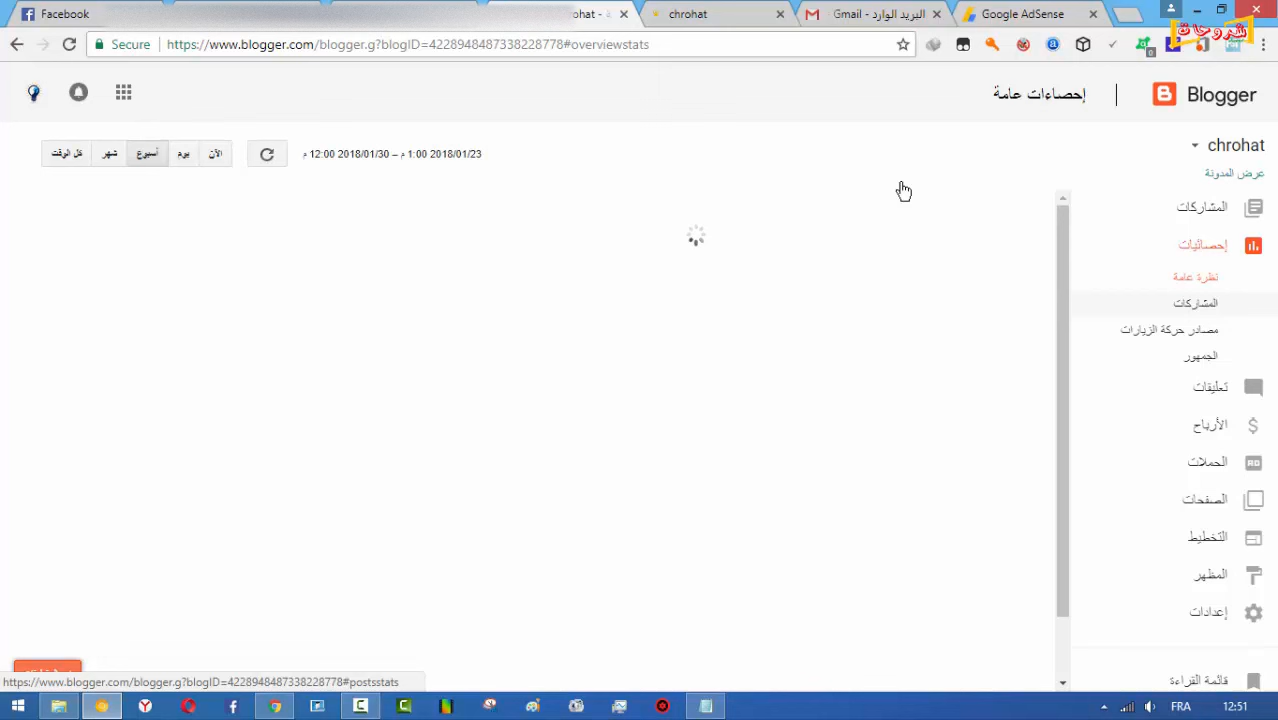 Facebook
chrohat - a
chrohat
Gmail - البريد الوارد
Google AdSense
شروحات
Secure
https://www.blogger.com/blogger.g?blogID=4228948487338228778#overviewstats
0
Blogger
إحصاءات عامة
chrohat
عرض المدونة
الآن
يوم
أسبوع
شهر
كل الوقت
2018/01/23 1:00 م – 2018/01/30 12:00 م
المشاركات
إحصائيات
نظرة عامة
المشاركات
مصادر حركة الزيارات
الجمهور
تعليقات
الأرباح
الحملات
الصفحات
التخطيط
المظهر
إعدادات
قائمة القراءة
https://www.blogger.com/blogger.g?blogID=4228948487338228778#postsstats
FRA
12:51